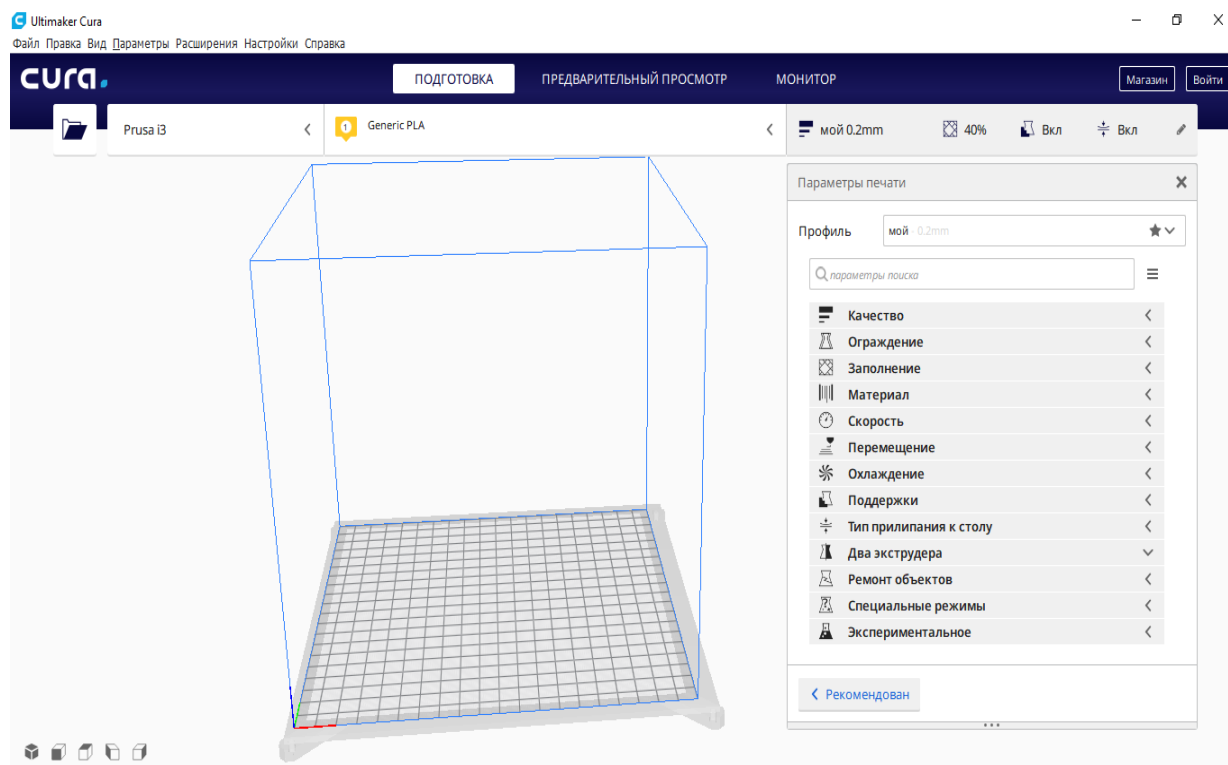 Ultimaker Cura
Файл Правка Вид Параметры Расширения Настройки Справка
cura.
ПОДГОТОВКА ПРЕДВАРИТЕЛЬНЫЙ ПРОСМОТР МОНИТОР Магазин Войти
Prusa i3 1 Generic PLA мой 0.2mm 40% Вкл Вкл
Параметры печати
Профиль мой - 0.2mm
параметры поиска
Качество
Ограждение
Заполнение
Материал
Скорость
Перемещение
Охлаждение
Поддержки
Тип прилипания к столу
Два экструдера
Ремонт объектов
Специальные режимы
Экспериментальное
Рекомендован